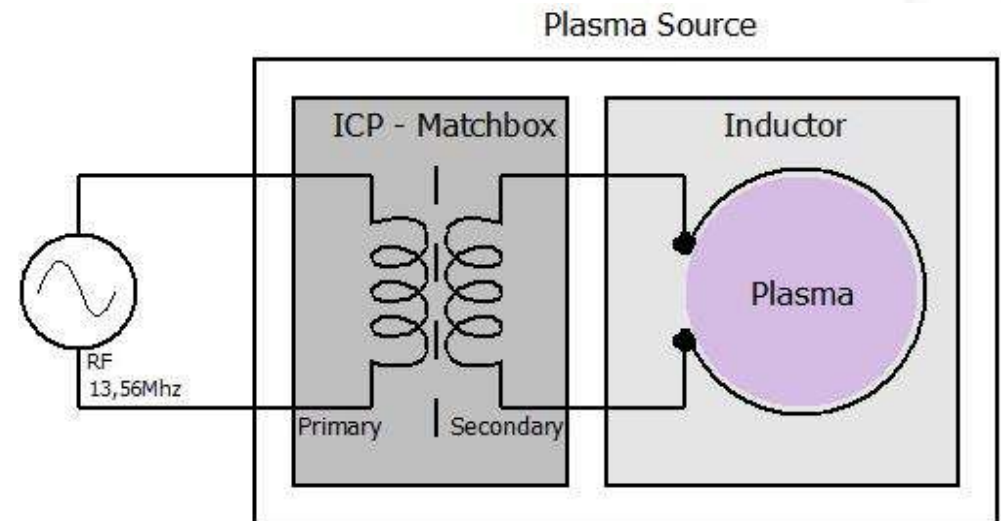 Plasma Source
ICP - Matchbox
Inductor
Plasma
RF
13,56Mhz
Primary
Secondary